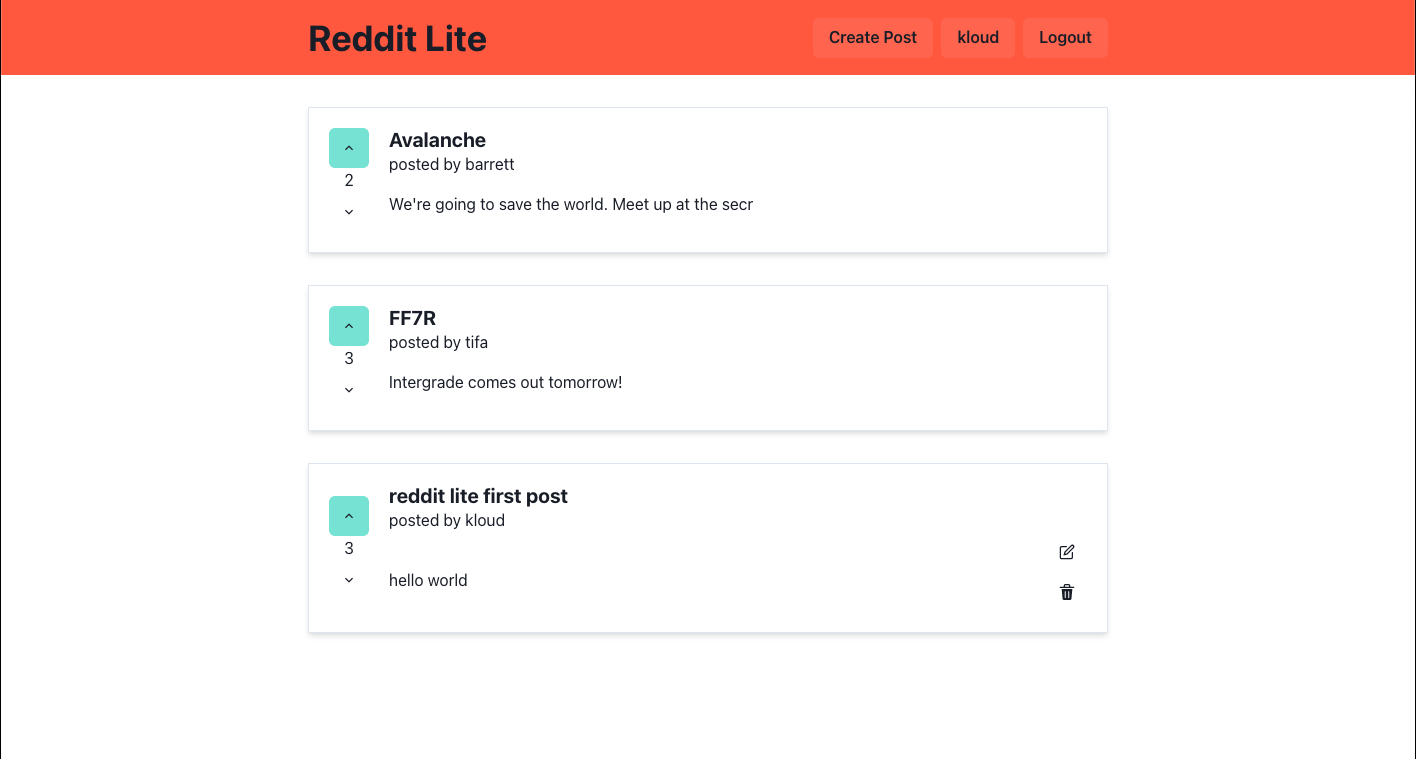 Reddit Lite
Create Post
kloud
Logout
Avalanche
posted by barrett
2
We're going to save the world. Meet up at the secr
FF7R
posted by tifa
3
Intergrade comes out tomorrow!
reddit lite first post
posted by kloud
3
hello world